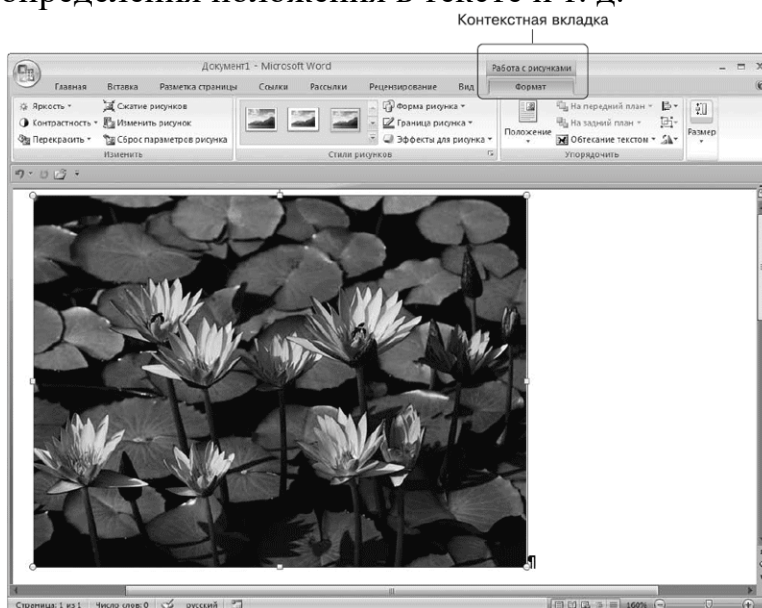 определения положения в тексте и т. д.
Контекстная вкладка
Документ1 - Microsoft Word
Работа с рисунками
Главная Вставка Разметка страницы Ссылки Рассылки Рецензирование Вид Формат
Яркость Сжатие рисунков Форма рисунка На передний план
Контрастность Изменить рисунок Граница рисунка Положение На задний план Размер
Перекрасить Сброс параметров рисунка Эффекты для рисунка Обтекание текстом
Изменить Стили рисунков Упорядочить
¶
Страница: 1 из 1 Число слов: 0 русский 160%